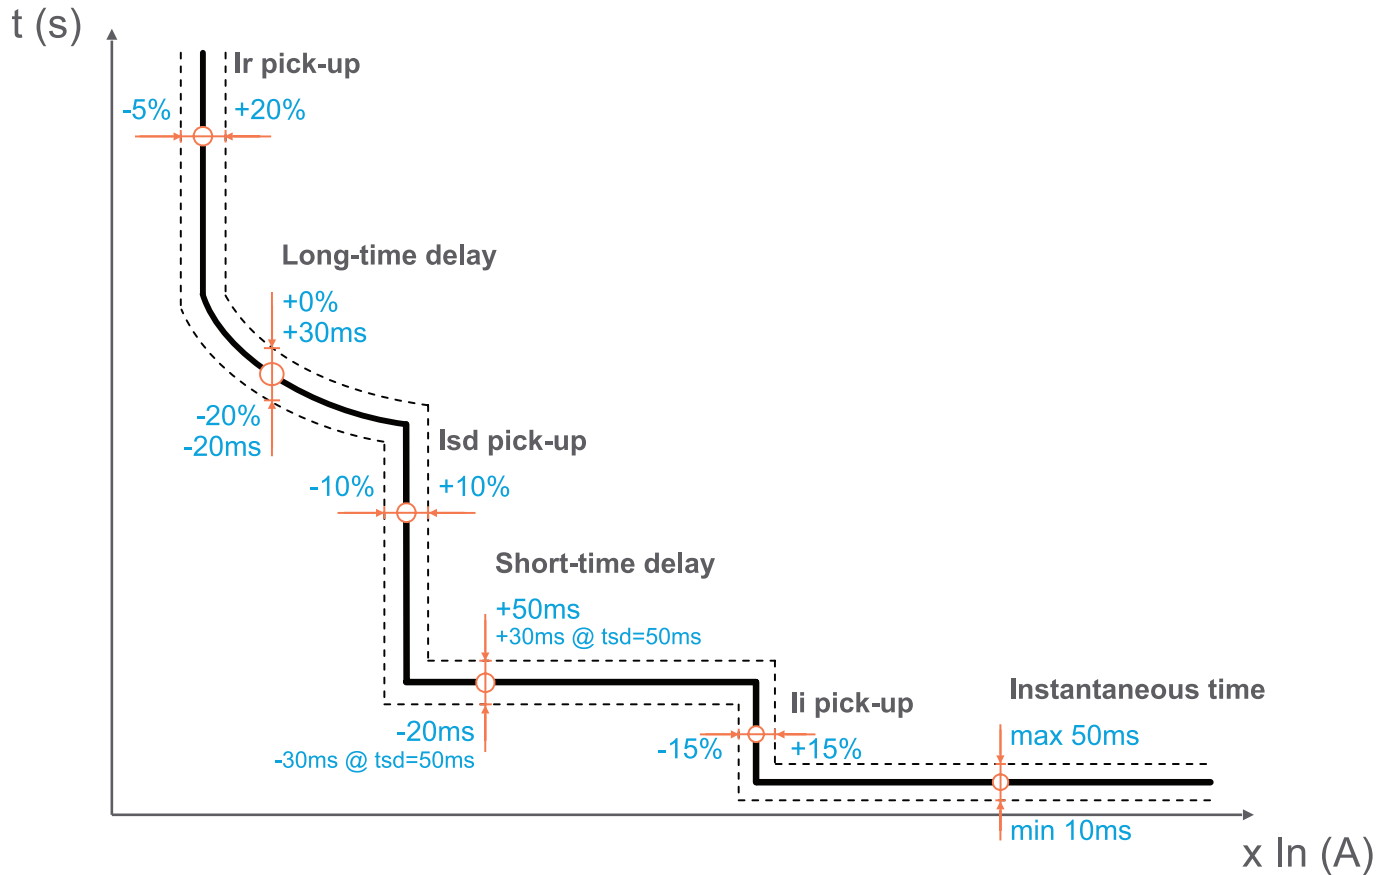 t (s)
Ir pick-up
-5%
+20%
Long-time delay
+0%
+30ms
-20%
-20ms
Isd pick-up
-10%
+10%
Short-time delay
+50ms
+30ms @ tsd=50ms
-20ms
-30ms @ tsd=50ms
Ii pick-up
-15%
+15%
Instantaneous time
max 50ms
min 10ms
x In (A)